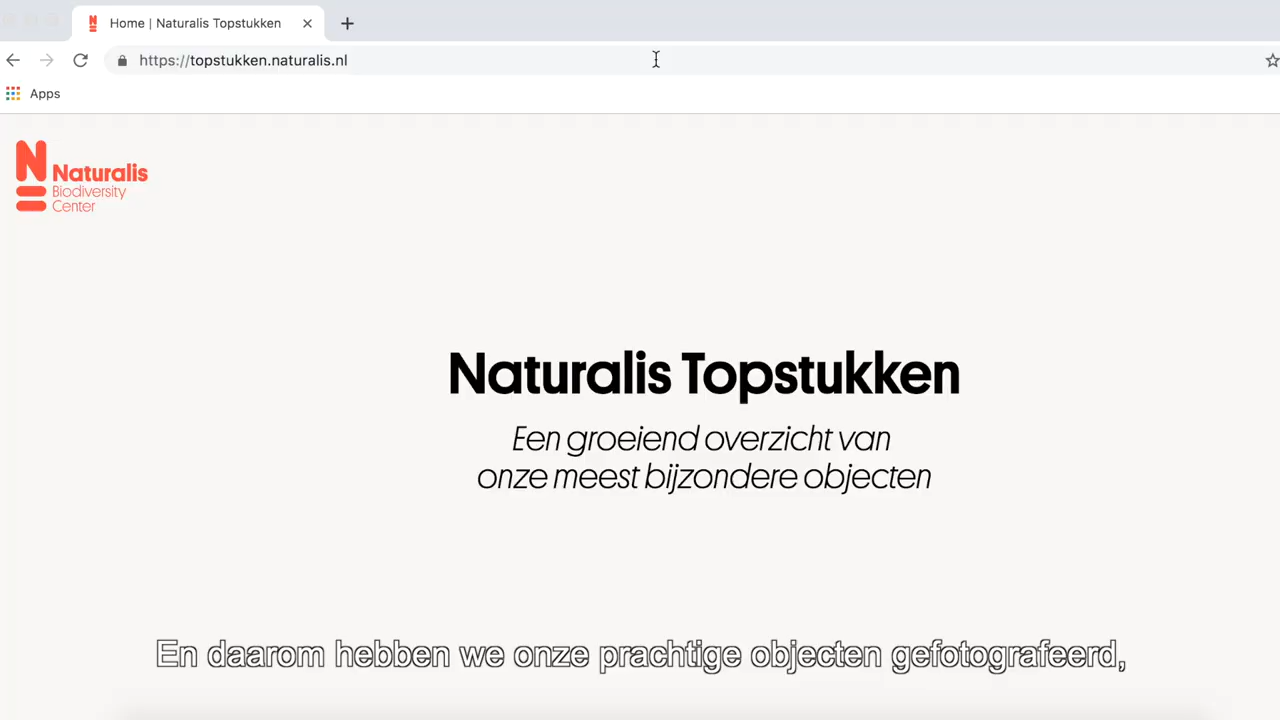 Home | Naturalis Topstukken
https://topstukken.naturalis.nl
Apps
Naturalis
Biodiversity
Center
Naturalis Topstukken
Een groeiend overzicht van
onze meest bijzondere objecten
En daarom hebben we onze prachtige objecten gefotografeerd,